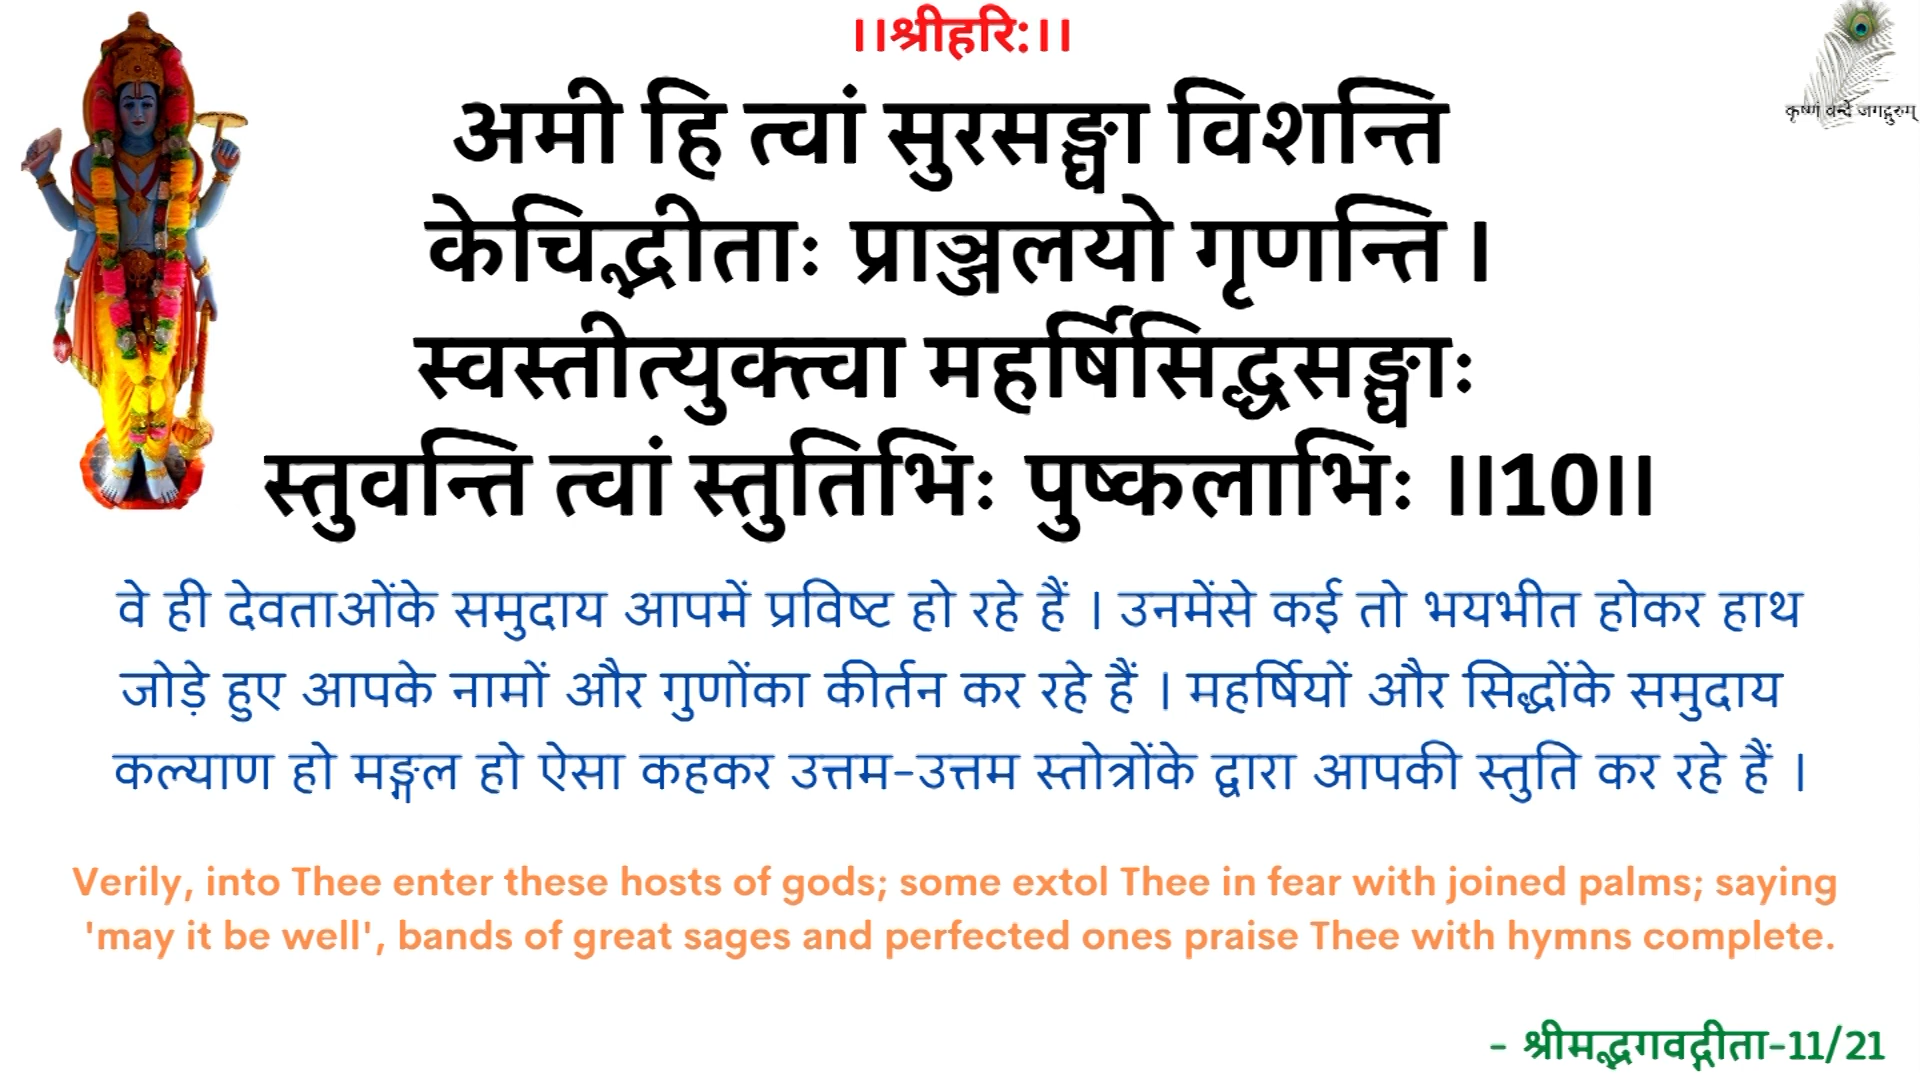 ।।श्रीहरि:।।
कृष्णं वन्दे जगद्गुरुम्
अमी हि त्वां सुरसङ्घा विशन्ति
केचिद्भीताः प्राञ्जलयो गृणन्ति ।
स्वस्तीत्युक्त्वा महर्षिसिद्धसङ्घाः
स्तुवन्ति त्वां स्तुतिभिः पुष्कलाभिः ।।10।।
वे ही देवताओंके समुदाय आपमें प्रविष्ट हो रहे हैं । उनमेंसे कई तो भयभीत होकर हाथ
जोड़े हुए आपके नामों और गुणोंका कीर्तन कर रहे हैं । महर्षियों और सिद्धोंके समुदाय
कल्याण हो मङ्गल हो ऐसा कहकर उत्तम-उत्तम स्तोत्रोंके द्वारा आपकी स्तुति कर रहे हैं ।
Verily, into Thee enter these hosts of gods; some extol Thee in fear with joined palms; saying
'may it be well', bands of great sages and perfected ones praise Thee with hymns complete.
- श्रीमद्भगवद्गीता-11/21